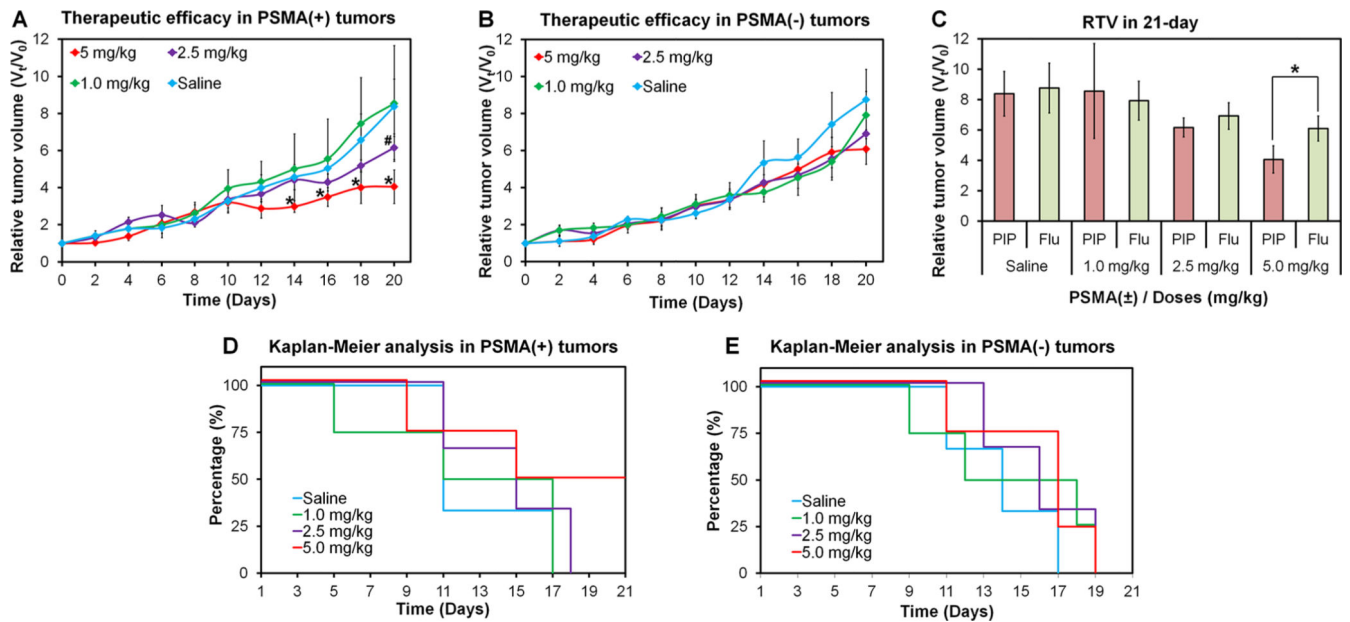 A Therapeutic efficacy in PSMA(+) tumors
Relative tumor volume (Vt/V0)
12
10
8
6
4
2
0
5 mg/kg 2.5 mg/kg
1.0 mg/kg Saline
#
* * * *
0 2 4 6 8 10 12 14 16 18 20
Time (Days)
B Therapeutic efficacy in PSMA(-) tumors
Relative tumor volume (Vt/V0)
12
10
8
6
4
2
0
5 mg/kg 2.5 mg/kg
1.0 mg/kg Saline
0 2 4 6 8 10 12 14 16 18 20
Time (Days)
C RTV in 21-day
Relative tumor volume (Vt/V0)
12
10
8
6
4
2
0
*
PIP Flu PIP Flu PIP Flu PIP Flu
Saline 1.0 mg/kg 2.5 mg/kg 5.0 mg/kg
PSMA(±) / Doses (mg/kg)
D Kaplan-Meier analysis in PSMA(+) tumors
Percentage (%)
100
75
50
25
0
Saline
1.0 mg/kg
2.5 mg/kg
5.0 mg/kg
1 3 5 7 9 11 13 15 17 19 21
Time (Days)
E Kaplan-Meier analysis in PSMA(-) tumors
Percentage (%)
100
75
50
25
0
Saline
1.0 mg/kg
2.5 mg/kg
5.0 mg/kg
1 3 5 7 9 11 13 15 17 19 21
Time (Days)